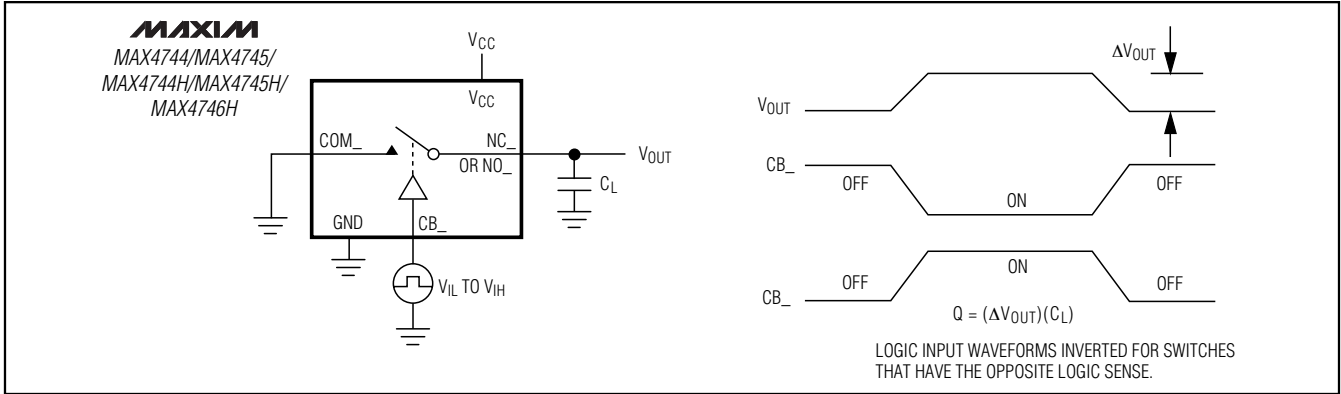 MAXIM
MAX4744/MAX4745/
MAX4744H/MAX4745H/
MAX4746H
VCC
VCC
COM_
NC_
OR NO_
VOUT
CL
GND
CB_
VIL TO VIH
ΔVOUT
VOUT
CB_
OFF
ON
OFF
CB_
OFF
ON
OFF
Q = (ΔVOUT)(CL)
LOGIC INPUT WAVEFORMS INVERTED FOR SWITCHES
THAT HAVE THE OPPOSITE LOGIC SENSE.